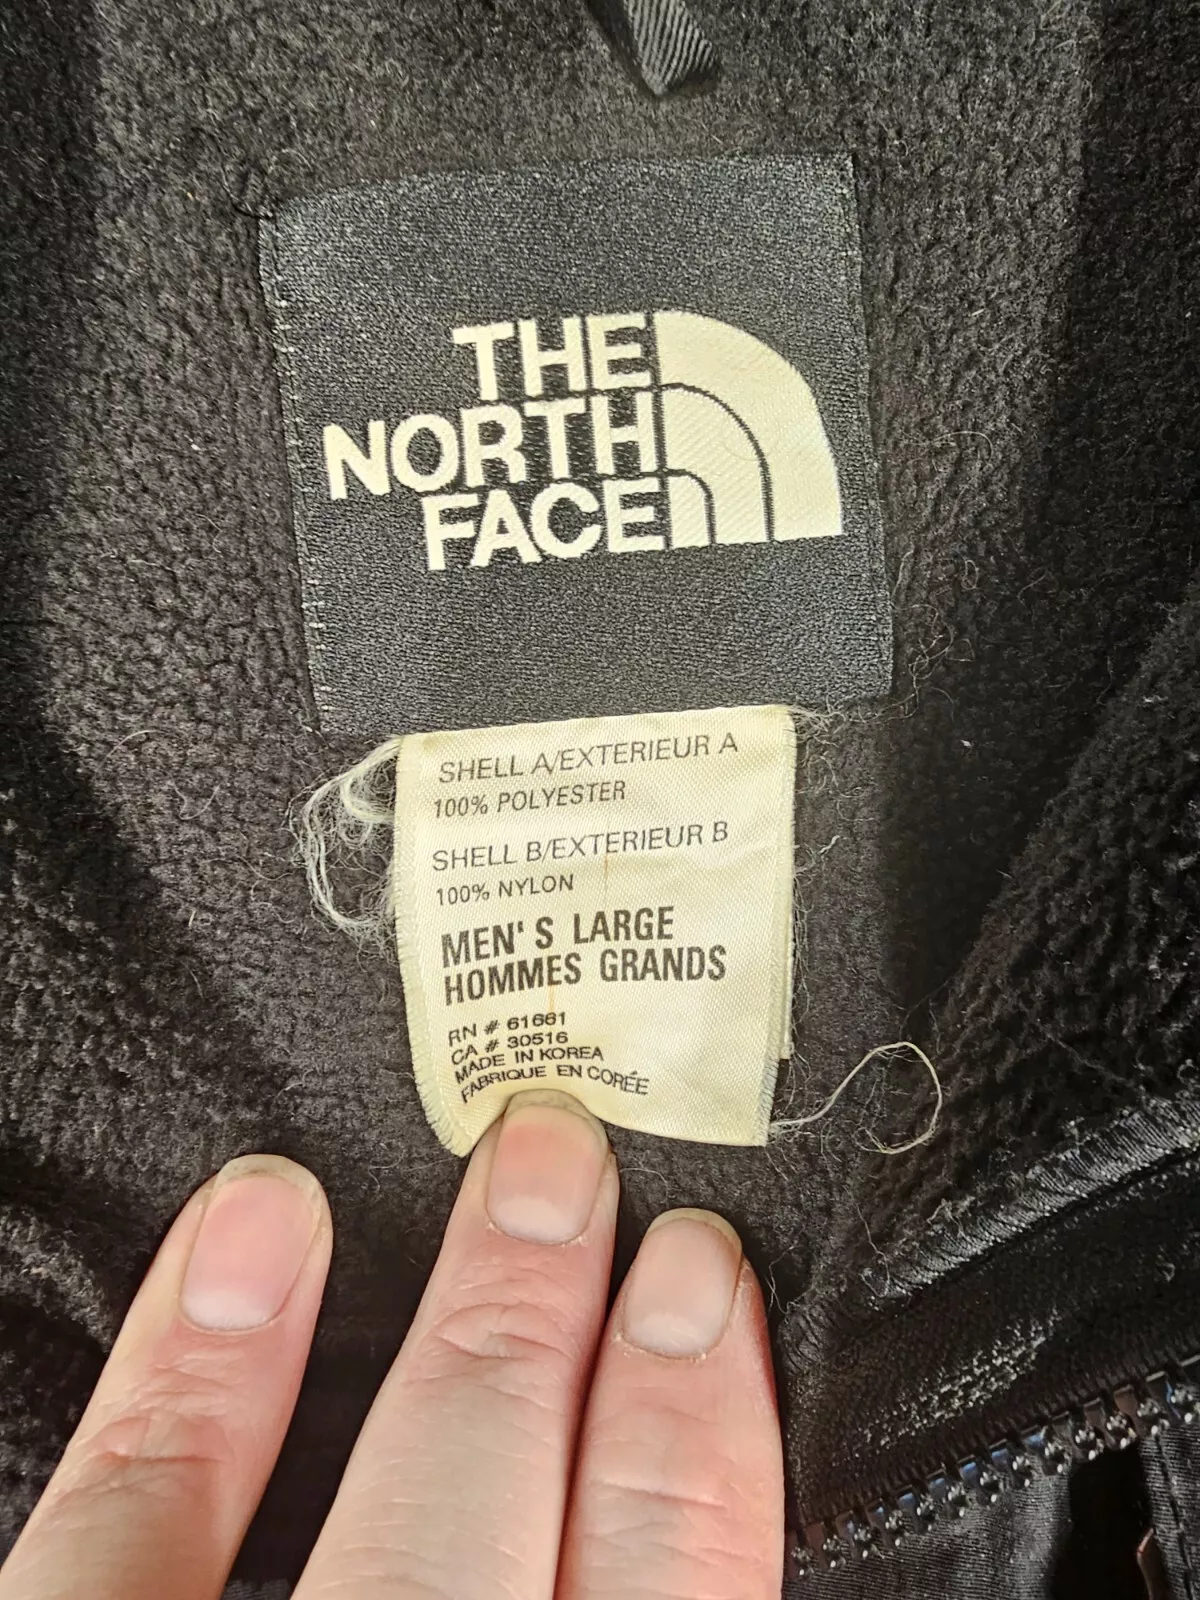 THE
NORTH
FACE
SHELL A/EXTERIEUR A
100% POLYESTER
SHELL B/EXTERIEUR B
100% NYLON
MEN'S LARGE
HOMMES GRANDS
RN # 61661
CA # 30516
MADE IN KOREA
FABRIQUE EN CORÉE